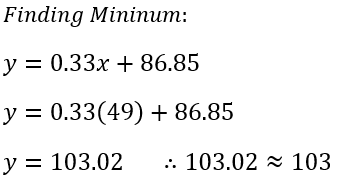 Finding Mininum:
y = 0.33x + 86.85
y = 0.33(49) + 86.85
y = 103.02 ∴ 103.02 ≈ 103